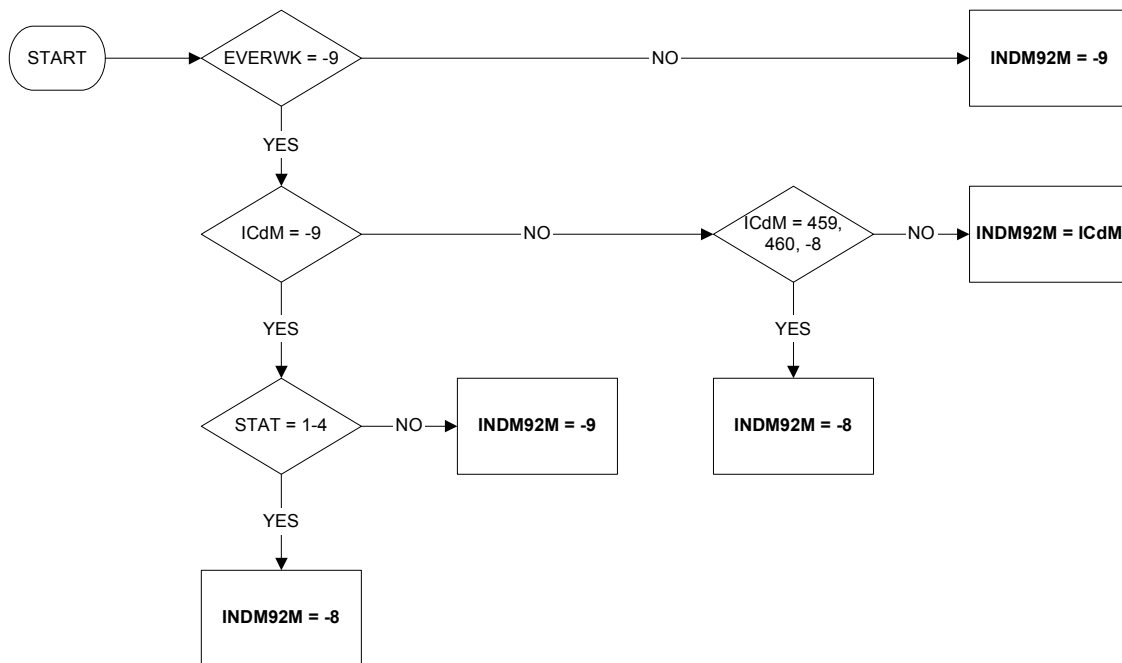 START
EVERWK = -9
NO
INDM92M = -9
YES
ICdM = -9
NO
ICdM = 459,
460, -8
NO
INDM92M = ICdM
YES
YES
STAT = 1-4
NO
INDM92M = -9
INDM92M = -8
YES
INDM92M = -8